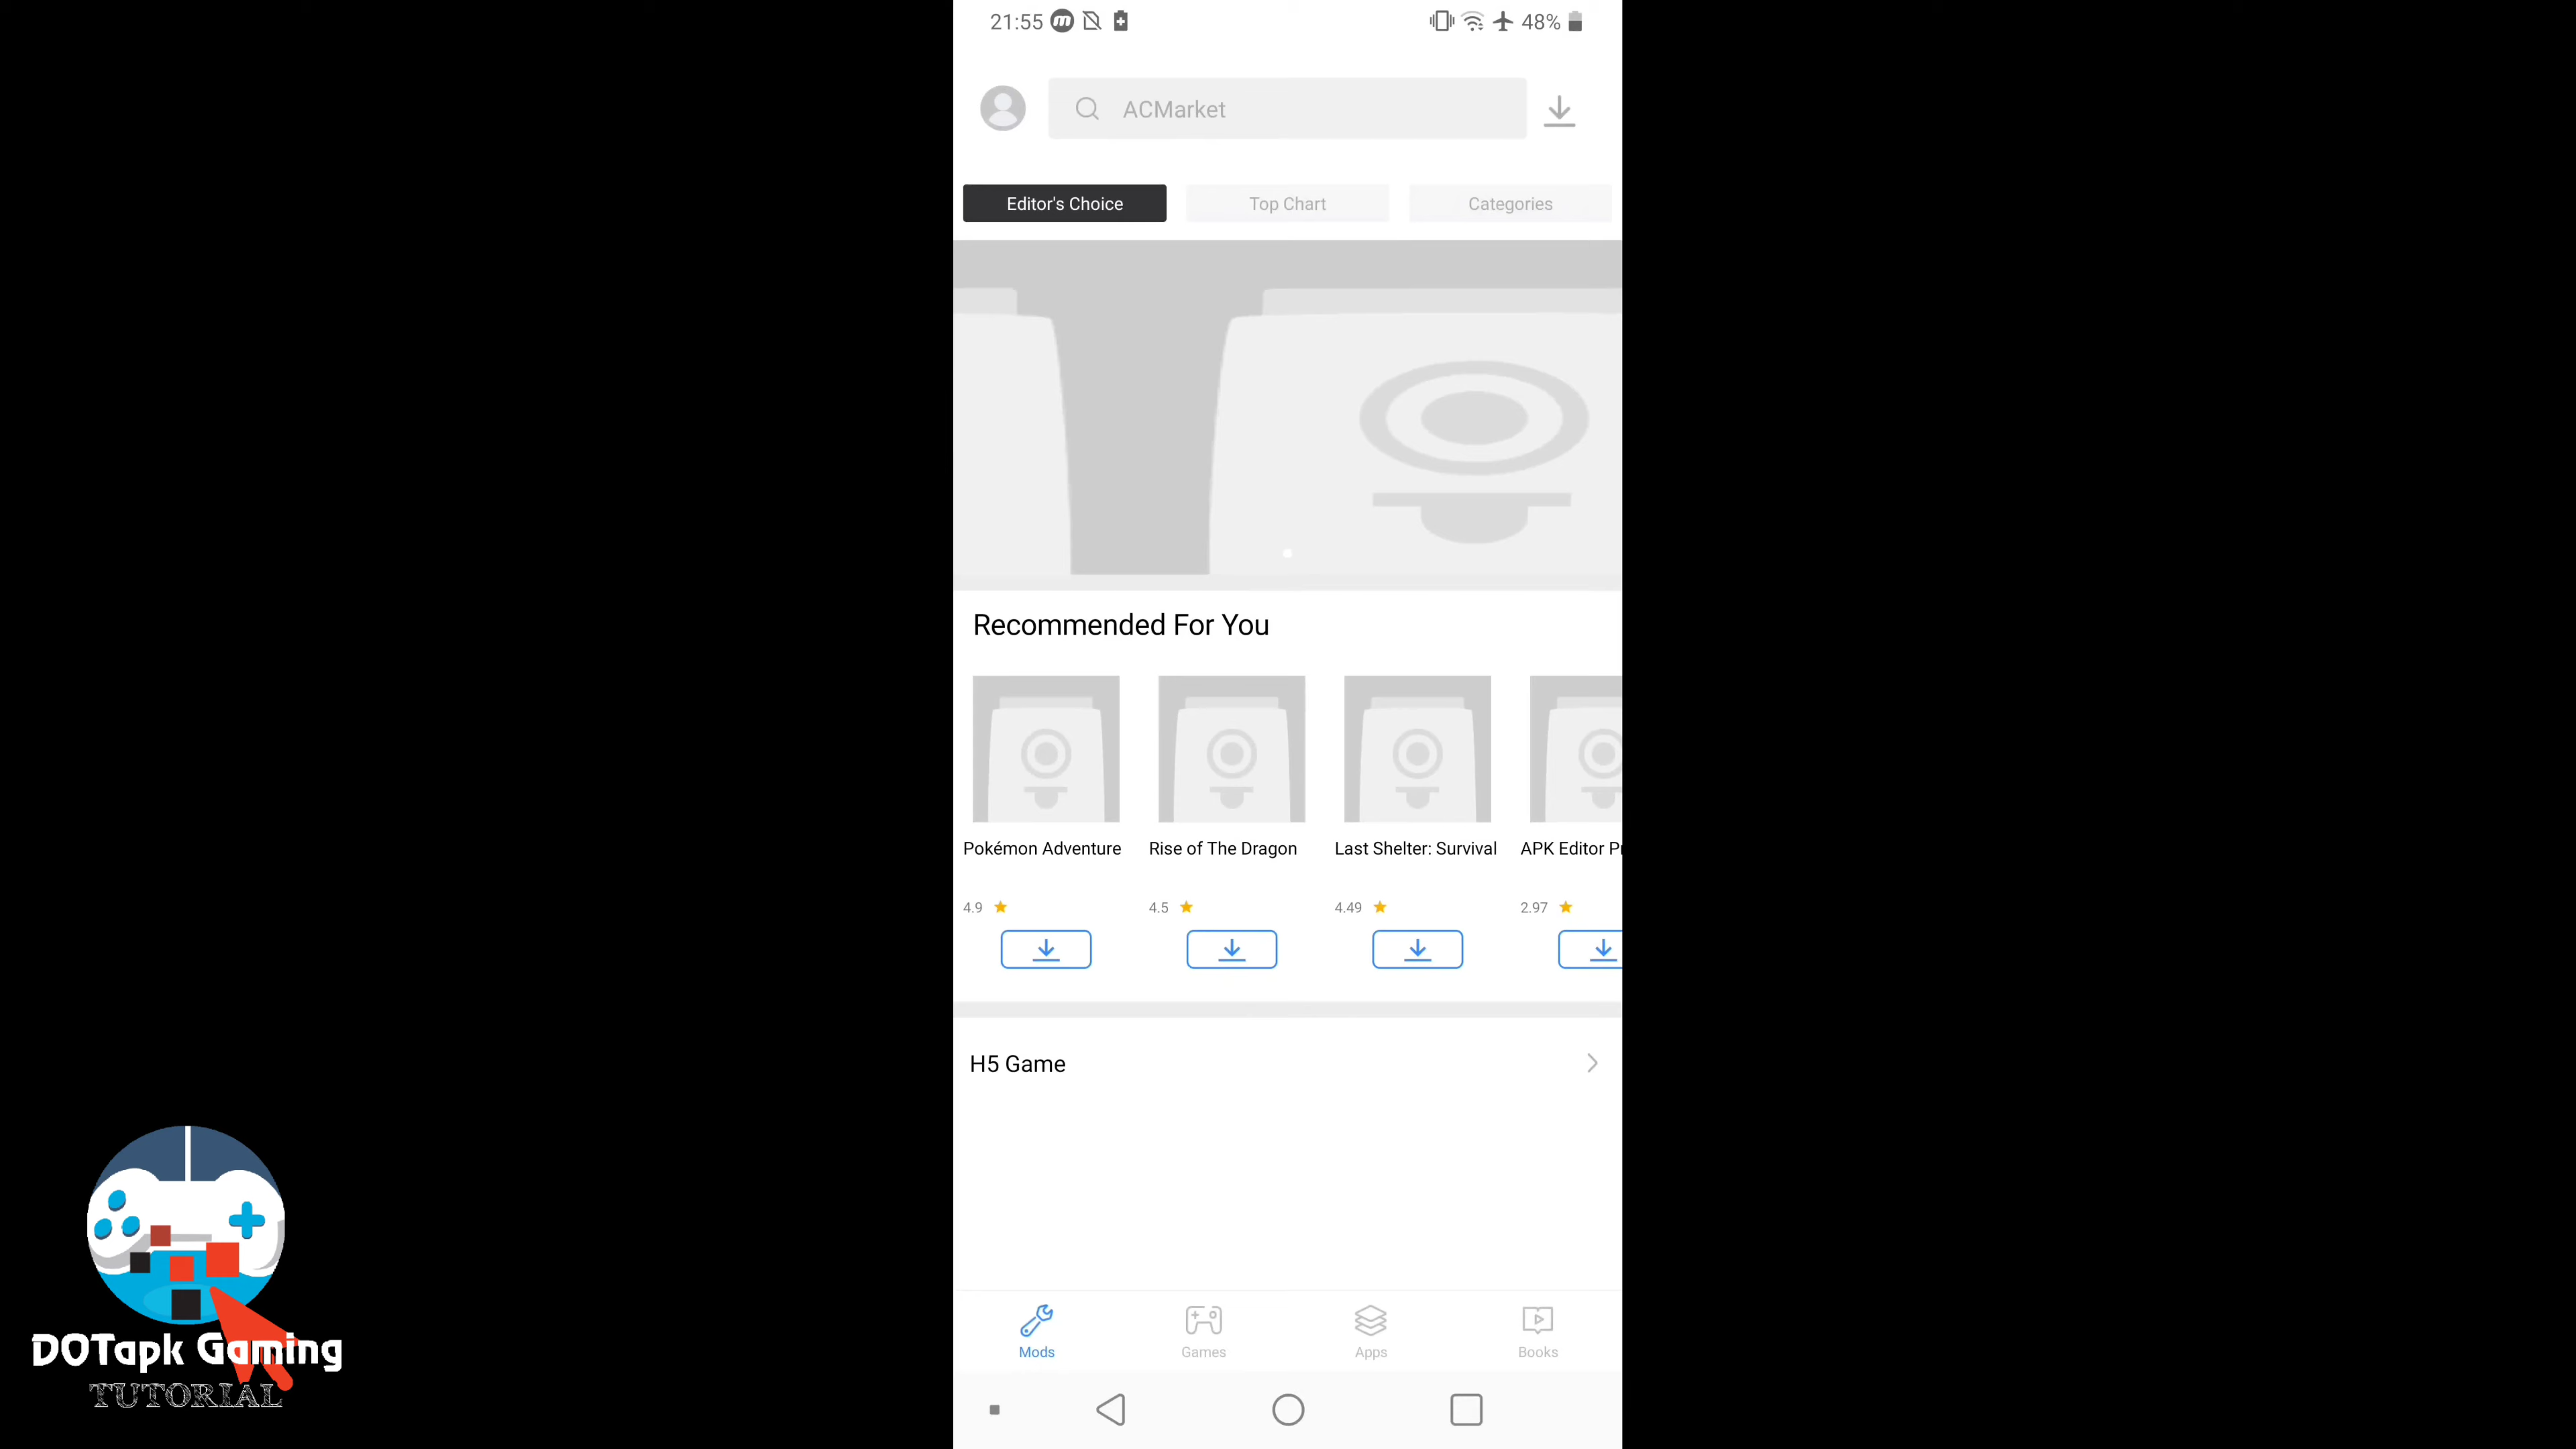 21:55
48%
ACMarket
Editor's Choice
Top Chart
Categories
Recommended For You
Pokémon Adventure
Rise of The Dragon
Last Shelter: Survival
APK Editor
4.9
4.5
4.49
2.97
H5 Game
Mods
Games
Apps
Books
DOTapk Gaming
TUTORIAL